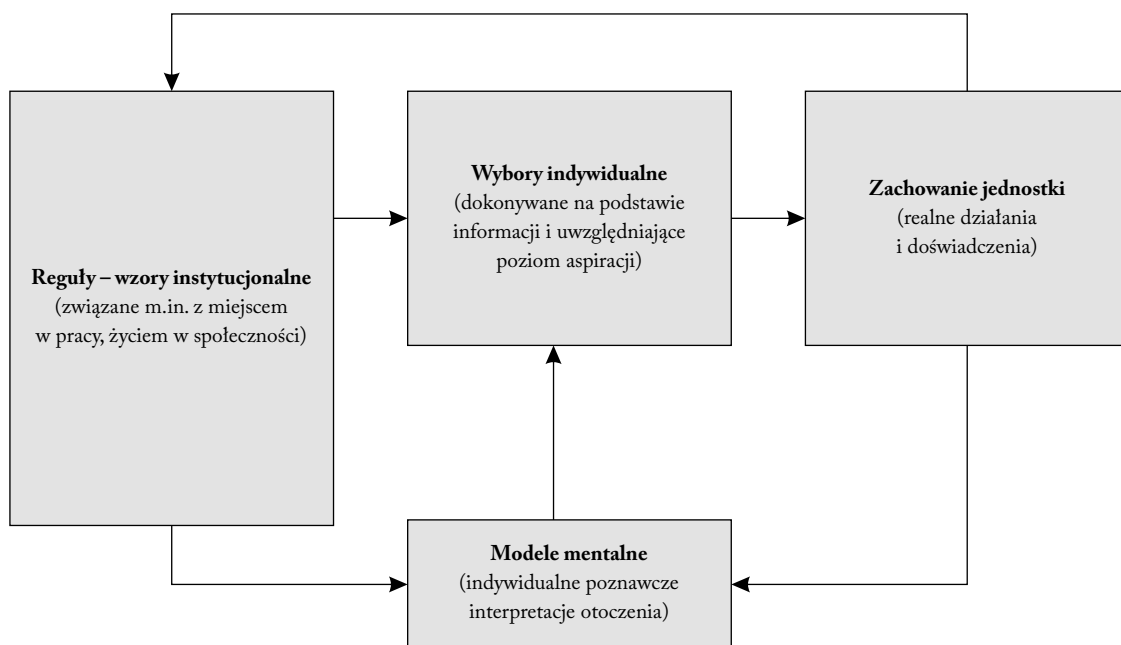 Reguły – wzory instytucjonalne
(związane m.in. z miejscem
w pracy, życiem w społeczności)
Wybory indywidualne
(dokonywane na podstawie
informacji i uwzględniające
poziom aspiracji)
Zachowanie jednostki
(realne działania
i doświadczenia)
Modele mentalne
(indywidualne poznawcze
interpretacje otoczenia)